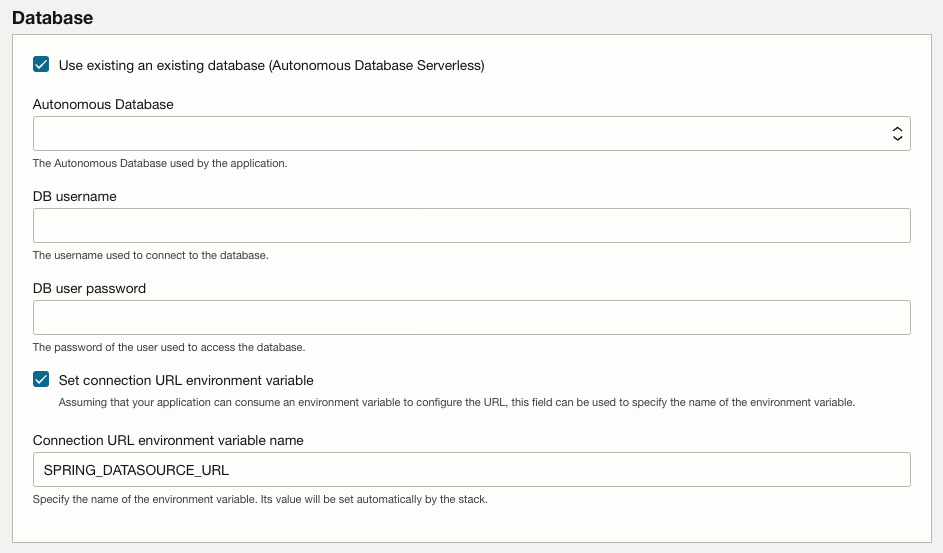 Database
Use existing an existing database (Autonomous Database Serverless)
Autonomous Database
The Autonomous Database used by the application.
DB username
The username used to connect to the database.
DB user password
The password of the user used to access the database.
Set connection URL environment variable
Assuming that your application can consume an environment variable to configure the URL, this field can be used to specify the name of the environment variable.
Connection URL environment variable name
SPRING_DATASOURCE_URL
Specify the name of the environment variable. Its value will be set automatically by the stack.